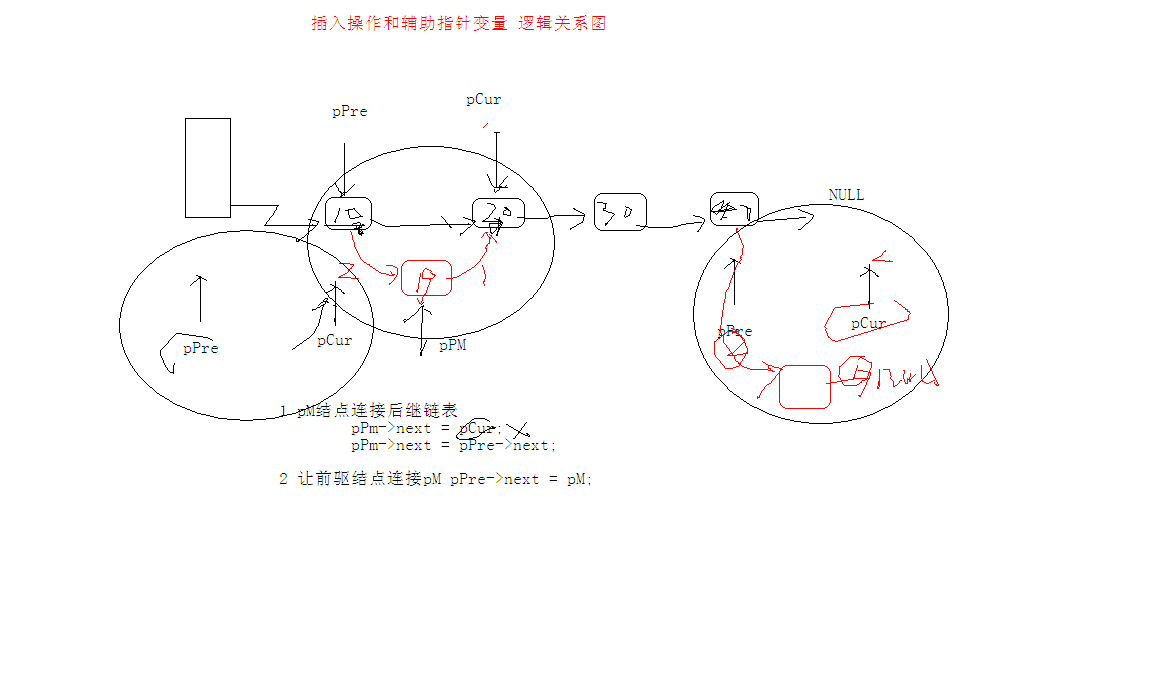 插入操作和辅助指针变量 逻辑关系图
pCur
pPre
NULL
10
20
30
40
19
pPre
pCur
pPM
pPre
pCur
1 pM结点连接后继链表
pPm->next = pCur;
pPm->next = pPre->next;
2 让前驱结点连接pM pPre->next = pM;